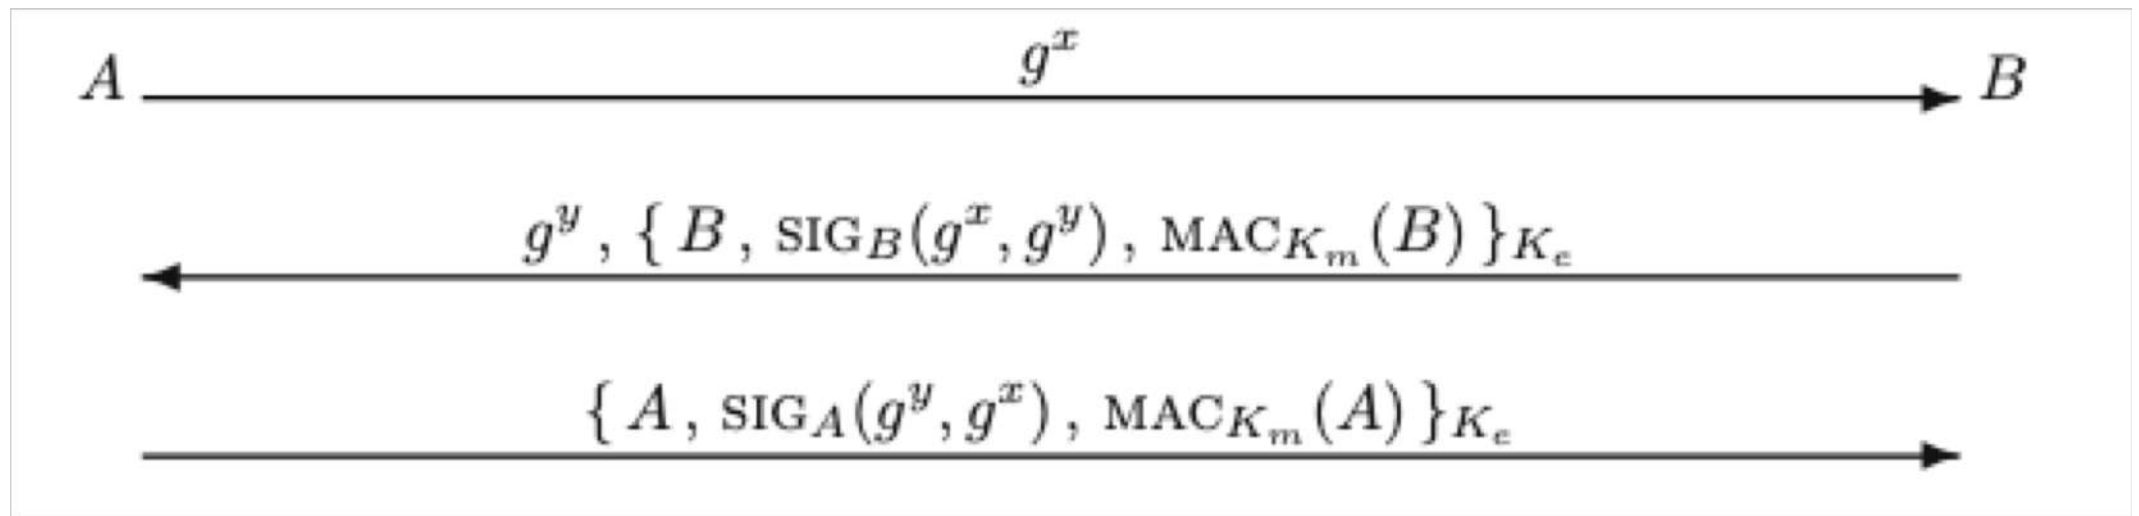 A g^x B
g^y , { B , SIG_B(g^x, g^y) , MAC_{K_m}(B) }_{K_e}
{ A , SIG_A(g^y, g^x) , MAC_{K_m}(A) }_{K_e}